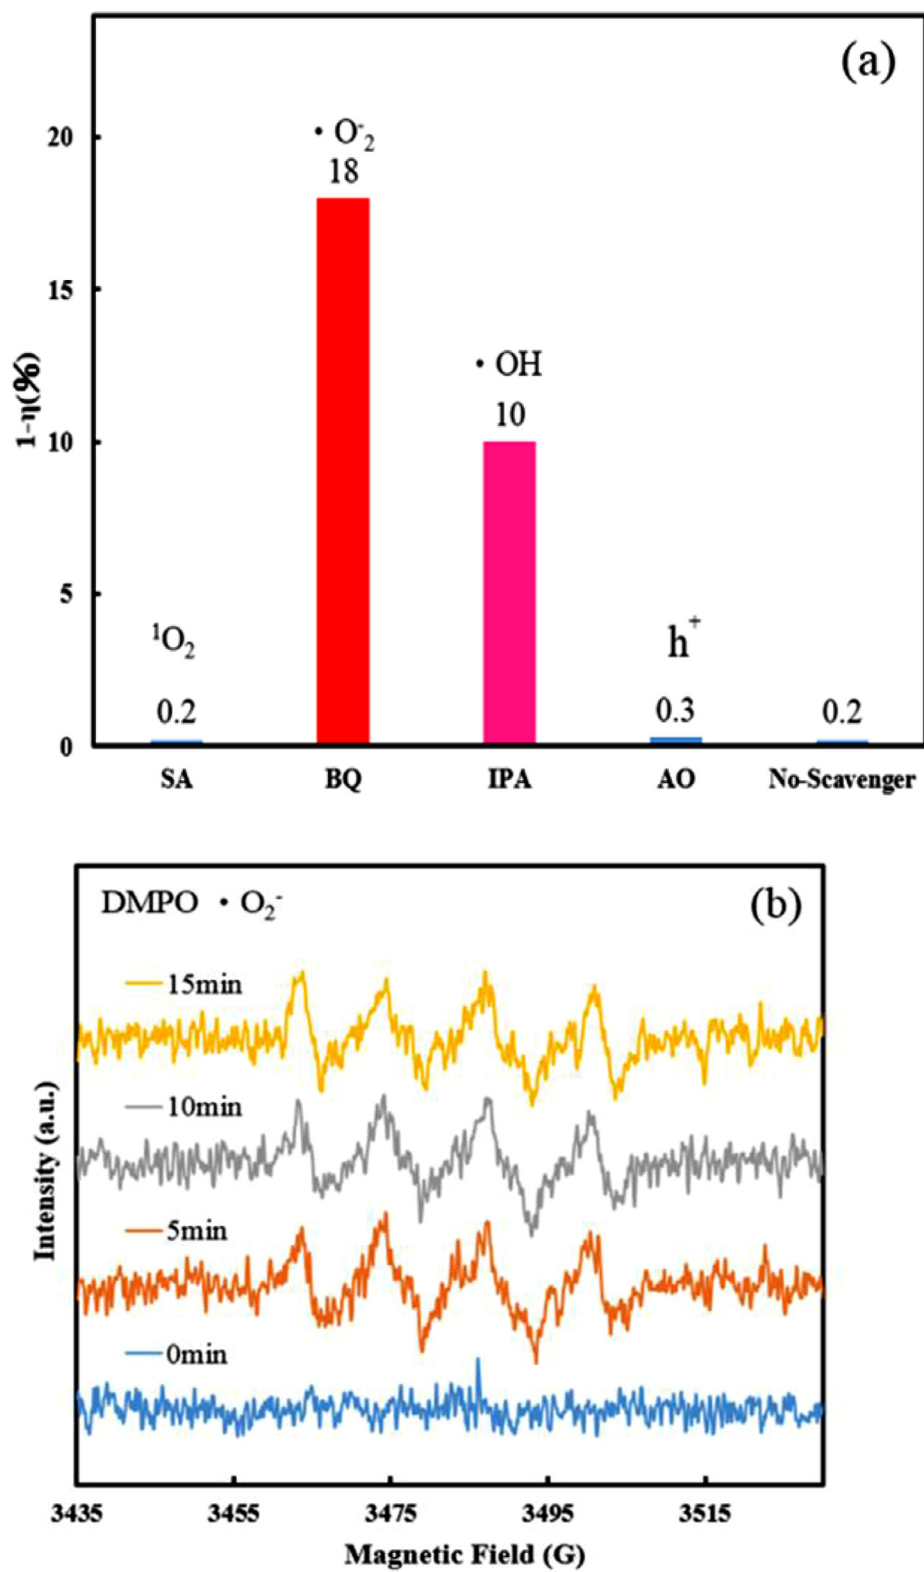 (a)
1-η(%)
20
15
10
5
0
· O⁻₂
18
· OH
10
¹O₂
0.2
h⁺
0.3
0.2
SA BQ IPA AO No-Scavenger
DMPO · O₂⁻ (b)
15min
10min
5min
0min
Intensity (a.u.)
3435 3455 3475 3495 3515
Magnetic Field (G)